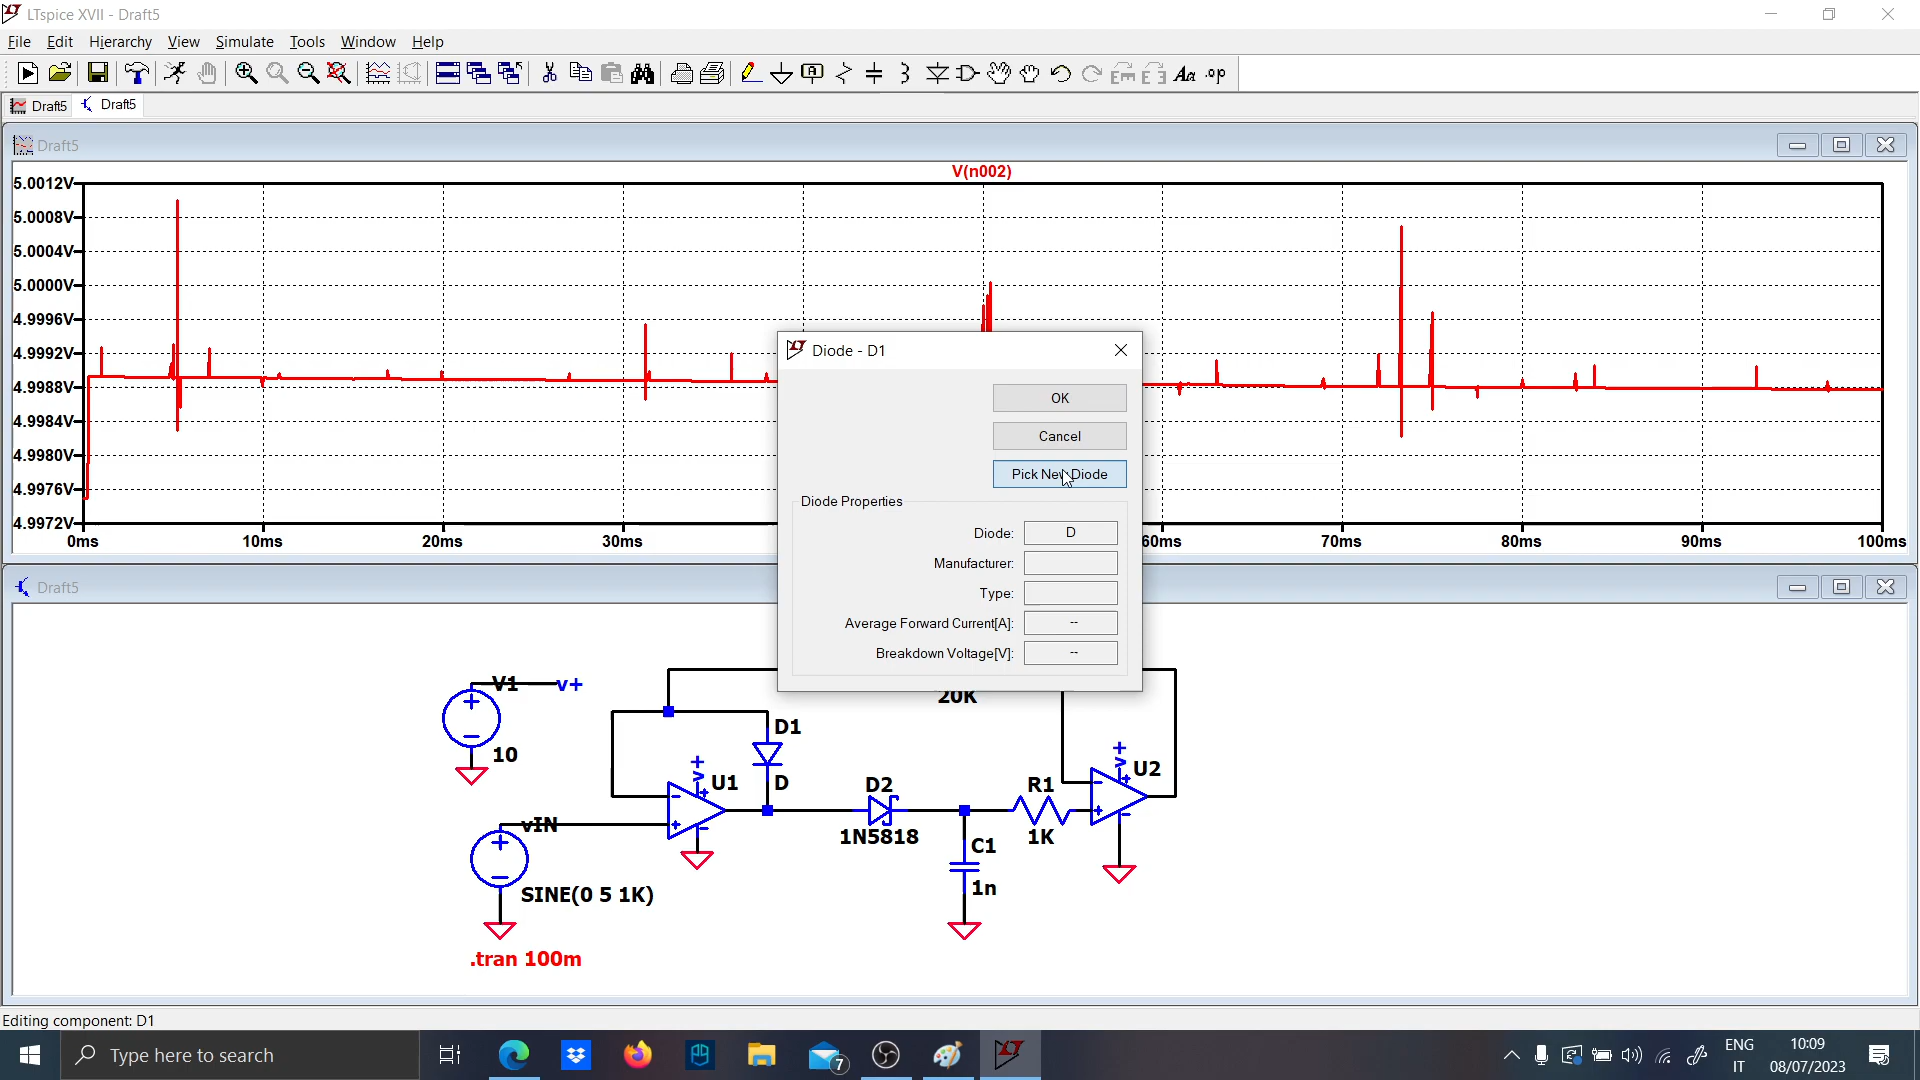 LTspice XVII - Draft5
File Edit Hierarchy View Simulate Tools Window Help
Aa .op
Draft5 Draft5
Draft5
V(n002)
5.0012V
5.0008V
5.0004V
5.0000V
4.9996V
4.9992V
4.9988V
4.9984V
4.9980V
4.9976V
4.9972V
0ms 10ms 20ms 30ms 60ms 70ms 80ms 90ms 100ms
Diode - D1
OK
Cancel
Pick New Diode
Diode Properties
Diode: D
Manufacturer:
Type:
Average Forward Current[A]: --
Breakdown Voltage[V]: --
Draft5
V1 v+
10
20K
D1
D
v+
U1
D2
1N5818
R1
1K
v+
U2
C1
1n
vIN
SINE(0 5 1K)
.tran 100m
Editing component: D1
Type here to search
7
ENG
IT
10:09
08/07/2023